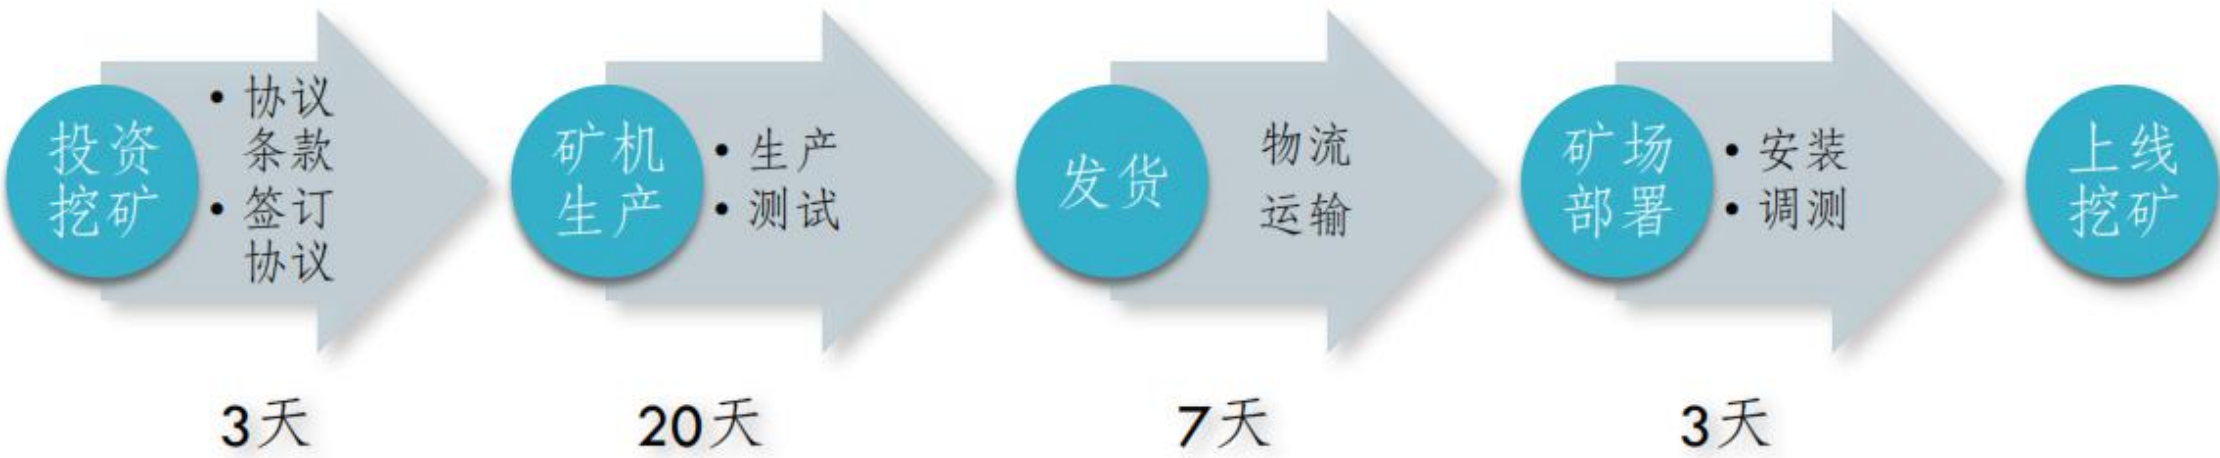 投资
挖矿
• 协议
条款
• 签订
协议
矿机
生产
• 生产
• 测试
发货
物流
运输
矿场
部署
• 安装
• 调测
上线
挖矿
3天
20天
7天
3天